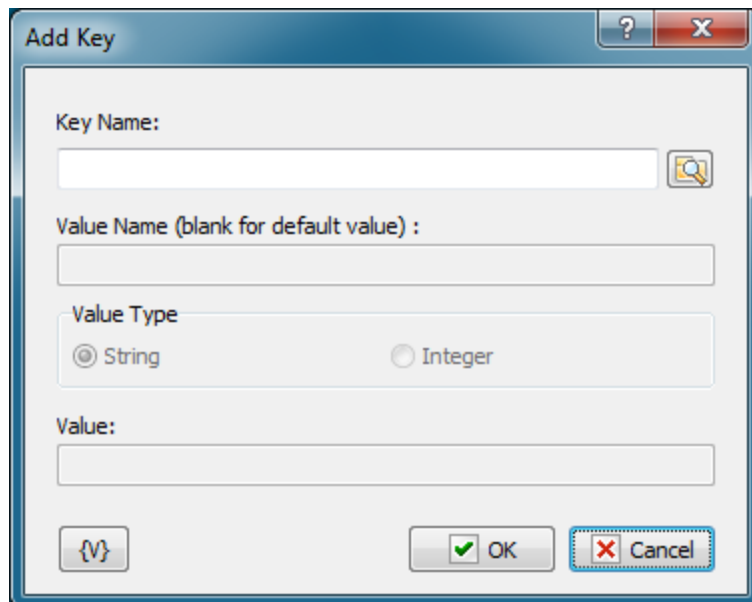 Add Key
?
Key Name:
Value Name (blank for default value) :
Value Type
String
Integer
Value:
{V}
OK
Cancel